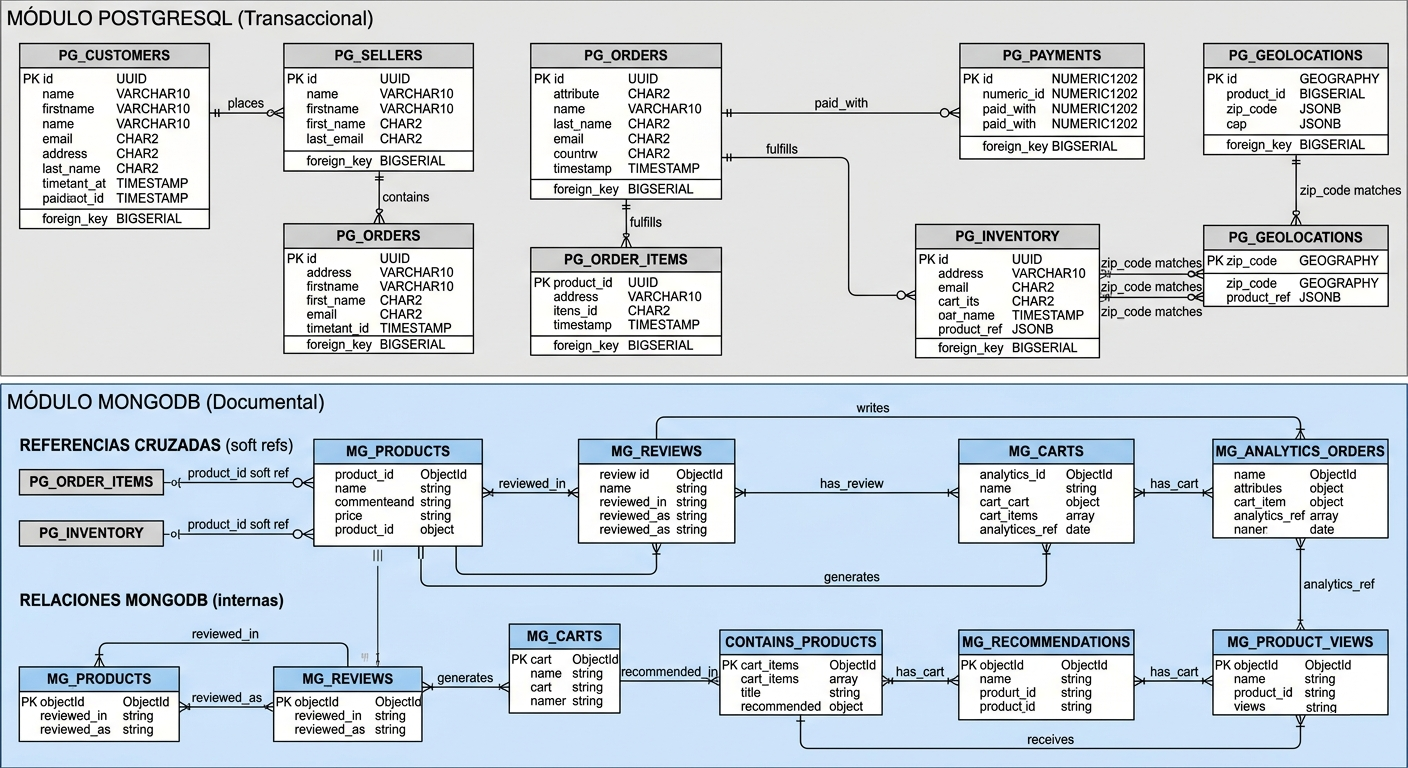 MÓDULO POSTGRESQL (Transaccional)
PG_CUSTOMERS
PK id UUID
name VARCHAR10
firstname VARCHAR10
name VARCHAR10
email CHAR2
address CHAR2
last_name CHAR2
timetant_at TIMESTAMP
TIMESTAMP
foreign_key BIGSERIAL
places
PG_SELLERS
PK id UUID
name VARCHAR10
firstname VARCHAR10
first_name CHAR2
last_email CHAR2
foreign_key BIGSERIAL
contains
PG_ORDERS
PK id UUID
address VARCHAR10
firstname VARCHAR10
first_name CHAR2
email CHAR2
timetant_id TIMESTAMP
foreign_key BIGSERIAL
PG_ORDERS
PK id UUID
attribute CHAR2
name VARCHAR10
last_name CHAR2
email CHAR2
countrw CHAR2
timestamp TIMESTAMP
foreign_key BIGSERIAL
fulfills
PG_ORDER_ITEMS
PK product_id UUID
address VARCHAR10
itens_id CHAR2
timestamp TIMESTAMP
foreign_key BIGSERIAL
paid_with
fulfills
PG_PAYMENTS
PK id NUMERIC1202
numeric_id NUMERIC1202
paid_with NUMERIC1202
paid_with NUMERIC1202
foreign_key BIGSERIAL
PG_GEOLOCATIONS
PK id GEOGRAPHY
product_id BIGSERIAL
zip_code JSONB
cap JSONB
foreign_key BIGSERIAL
zip_code matches
PG_INVENTORY
PK id UUID
address VARCHAR10
email CHAR2
cart_its CHAR2
oar_name TIMESTAMP
product_ref JSONB
foreign_key BIGSERIAL
zip_code matches
zip_code matches
zip_code matches
PG_GEOLOCATIONS
PK zip_code GEOGRAPHY
zip_code GEOGRAPHY
product_ref JSONB
MÓDULO MONGODB (Documental)
REFERENCIAS CRUZADAS (soft refs)
PG_ORDER_ITEMS
product_id soft ref
PG_INVENTORY
product_id soft ref
MG_PRODUCTS
product_id ObjectId
name string
commenteand string
price string
product_id object
reviewed_in
MG_REVIEWS
review id ObjectId
name string
reviewed_in string
reviewed_as string
reviewed_as string
writes
has_review
MG_CARTS
analytics_Id ObjectId
name string
cart_cart object
cart_items array
analyticcs_ref date
has_cart
MG_ANALYTICS_ORDERS
name ObjectId
attributes object
cart_item object
analytics_ref array
naner date
generates
analytics_ref
RELACIONES MONGODB (internas)
reviewed_in
MG_PRODUCTS
PK objectId ObjectId
reviewed_in string
reviewed_as string
reviewed_as
MG_REVIEWS
PK objectId ObjectId
reviewed_in string
reviewed_as string
generates
MG_CARTS
PK cart ObjectId
name string
cart string
namer string
recommended_in
CONTAINS_PRODUCTS
PK cart_items ObjectId
cart_items array
title string
recommended object
has_cart
MG_RECOMMENDATIONS
PK objectId ObjectId
name string
produrt_id string
product_id string
has_cart
MG_PRODUCT_VIEWS
PK objectId ObjectId
name string
product_id string
views string
receives